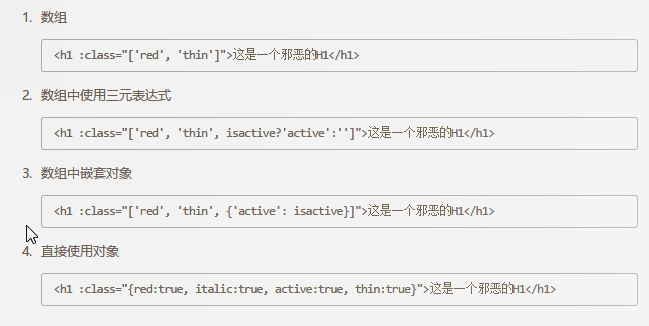 1. 数组
<h1 :class="['red', 'thin']">这是一个邪恶的H1</h1>
2. 数组中使用三元表达式
<h1 :class="['red', 'thin', isactive?'active':'']">这是一个邪恶的H1</h1>
3. 数组中嵌套对象
<h1 :class="['red', 'thin', {'active': isactive}]">这是一个邪恶的H1</h1>
4. 直接使用对象
<h1 :class="{red:true, italic:true, active:true, thin:true}">这是一个邪恶的H1</h1>